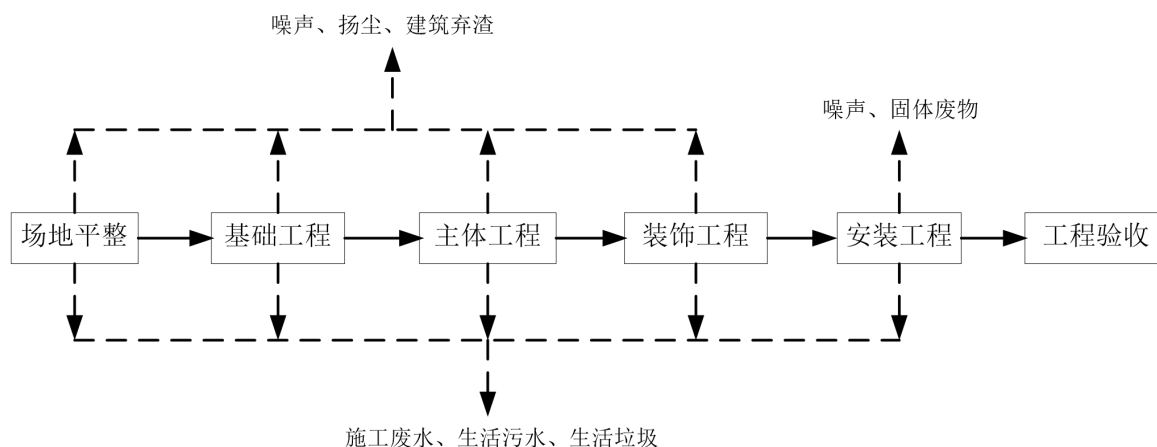 噪声、扬尘、建筑弃渣
噪声、固体废物
场地平整
基础工程
主体工程
装饰工程
安装工程
工程验收
施工废水、生活污水、生活垃圾